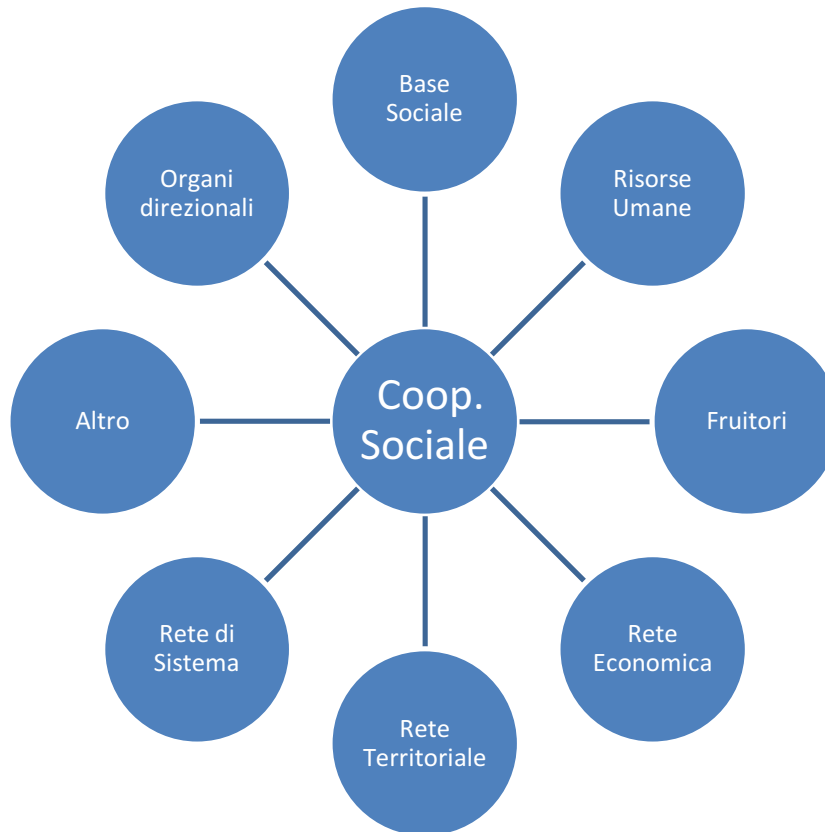 Base
Sociale
Risorse
Umane
Fruitori
Rete
Economica
Rete
Territoriale
Rete di
Sistema
Altro
Organi
direzionali
Coop.
Sociale